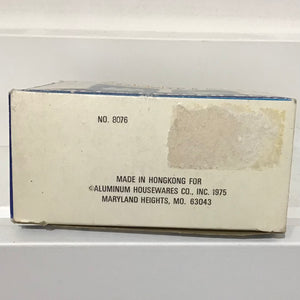 NO. 8076
MADE IN HONGKONG FOR
©ALUMINUM HOUSEWARES CO., INC. 1975
MARYLAND HEIGHTS, MO. 63043